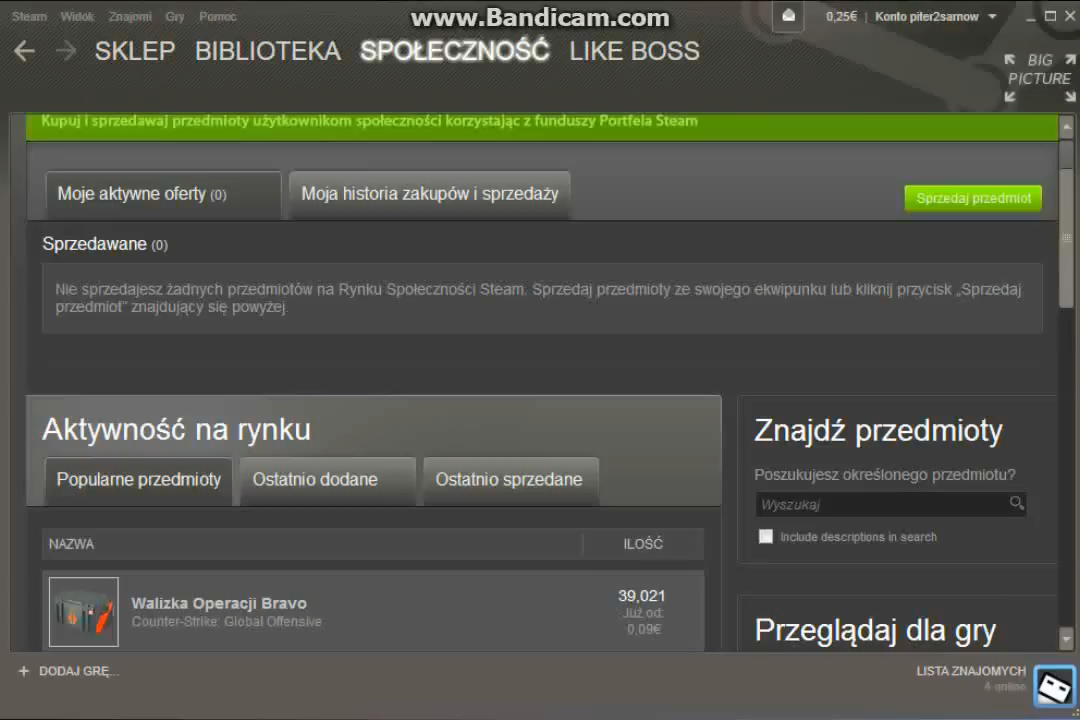 www.Bandicam.com
Steam Widok Znajomi Gry Pomoc
0,25€ | Konto piter2sarnow
SKLEP BIBLIOTEKA SPOŁECZNOŚĆ LIKE BOSS
BIG
PICTURE
Kupuj i sprzedawaj przedmioty użytkownikom społeczności korzystając z funduszy Portfela Steam
Moje aktywne oferty (0)
Moja historia zakupów i sprzedaży
Sprzedaj przedmiot
Sprzedawane (0)
Nie sprzedajesz żadnych przedmiotów na Rynku Społeczności Steam. Sprzedaj przedmioty ze swojego ekwipunku lub kliknij przycisk „Sprzedaj
przedmiot” znajdujący się powyżej.
Aktywność na rynku
Popularne przedmioty
Ostatnio dodane
Ostatnio sprzedane
NAZWA
ILOŚĆ
Walizka Operacji Bravo
Counter-Strike: Global Offensive
39,021
Już od:
0,09€
Znajdź przedmioty
Poszukujesz określonego przedmiotu?
Wyszukaj
Include descriptions in search
Przeglądaj dla gry
+ DODAJ GRĘ...
LISTA ZNAJOMYCH
4 online